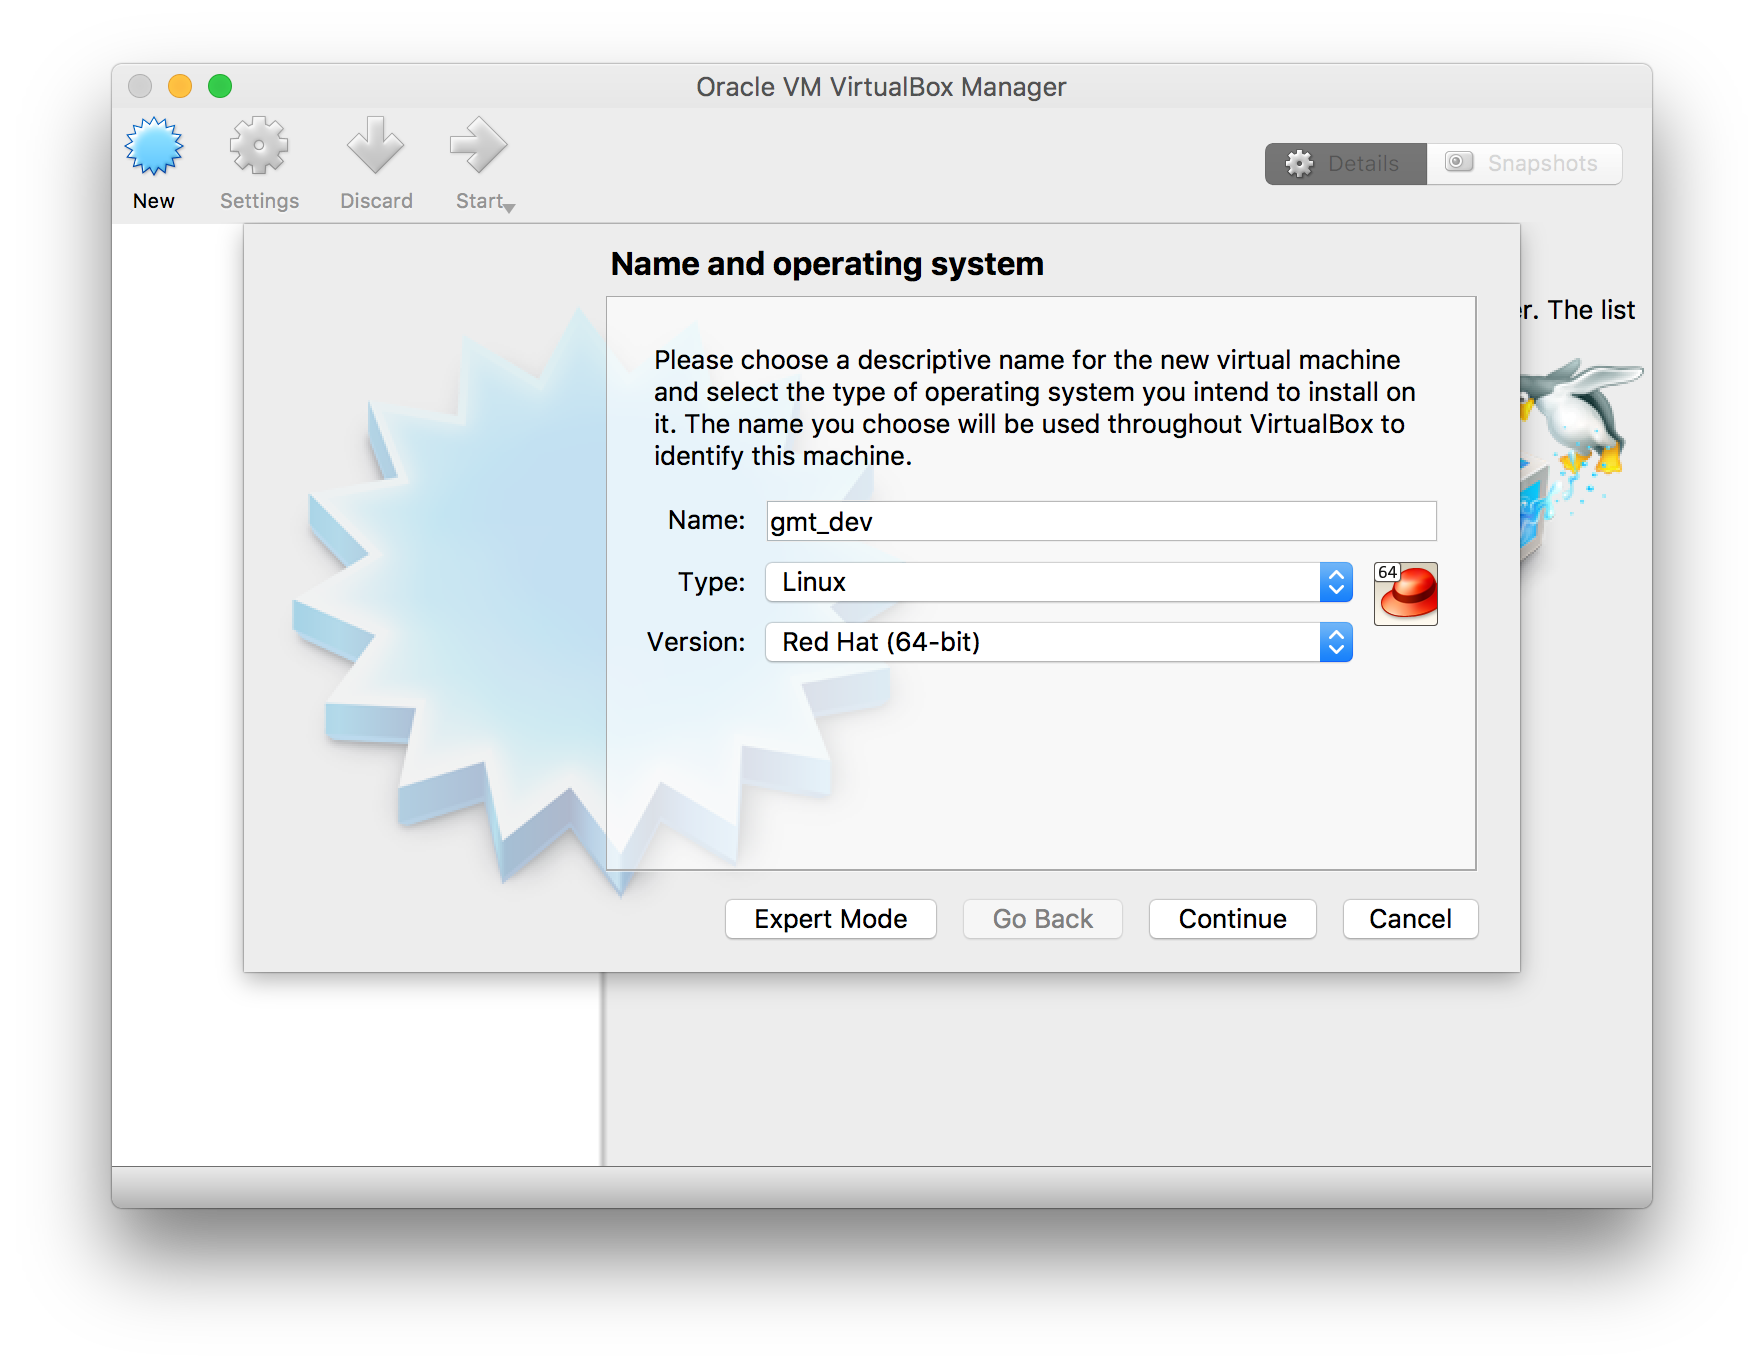 Oracle VM VirtualBox Manager
New
Settings
Discard
Start
Details
Snapshots
Name and operating system
er. The list
Please choose a descriptive name for the new virtual machine
and select the type of operating system you intend to install on
it. The name you choose will be used throughout VirtualBox to
identify this machine.
Name: gmt_dev
Type: Linux
64
Version: Red Hat (64-bit)
Expert Mode
Go Back
Continue
Cancel